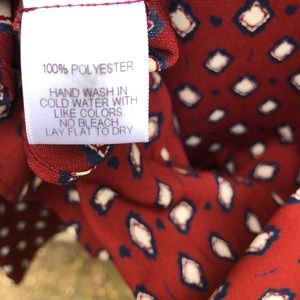 100% POLYESTER
HAND WASH IN
COLD WATER WITH
LIKE COLORS.
NO BLEACH.
LAY FLAT TO DRY